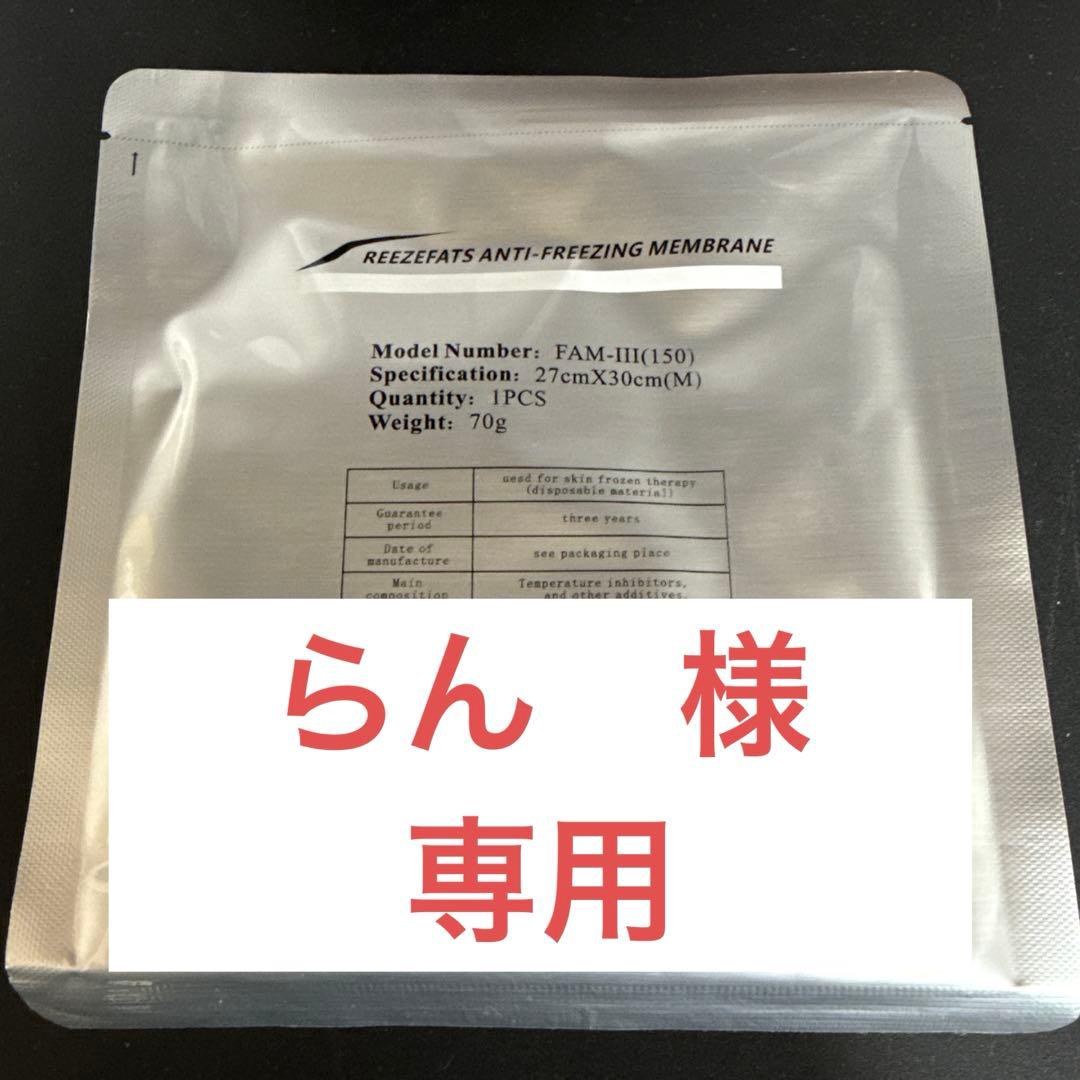 REEZEFATS ANTI-FREEZING MEMBRANE
Model Number: FAM-III(150)
Specification: 27cmX30cm(M)
Quantity: 1PCS
Weight: 70g
Usage uesd for skin frozen therapy
(disposable material)
Guarantee
period three years
Date of
manufacture see packaging place
Main
composition Temperature inhibitors,
and other additives.
らん 様
専用